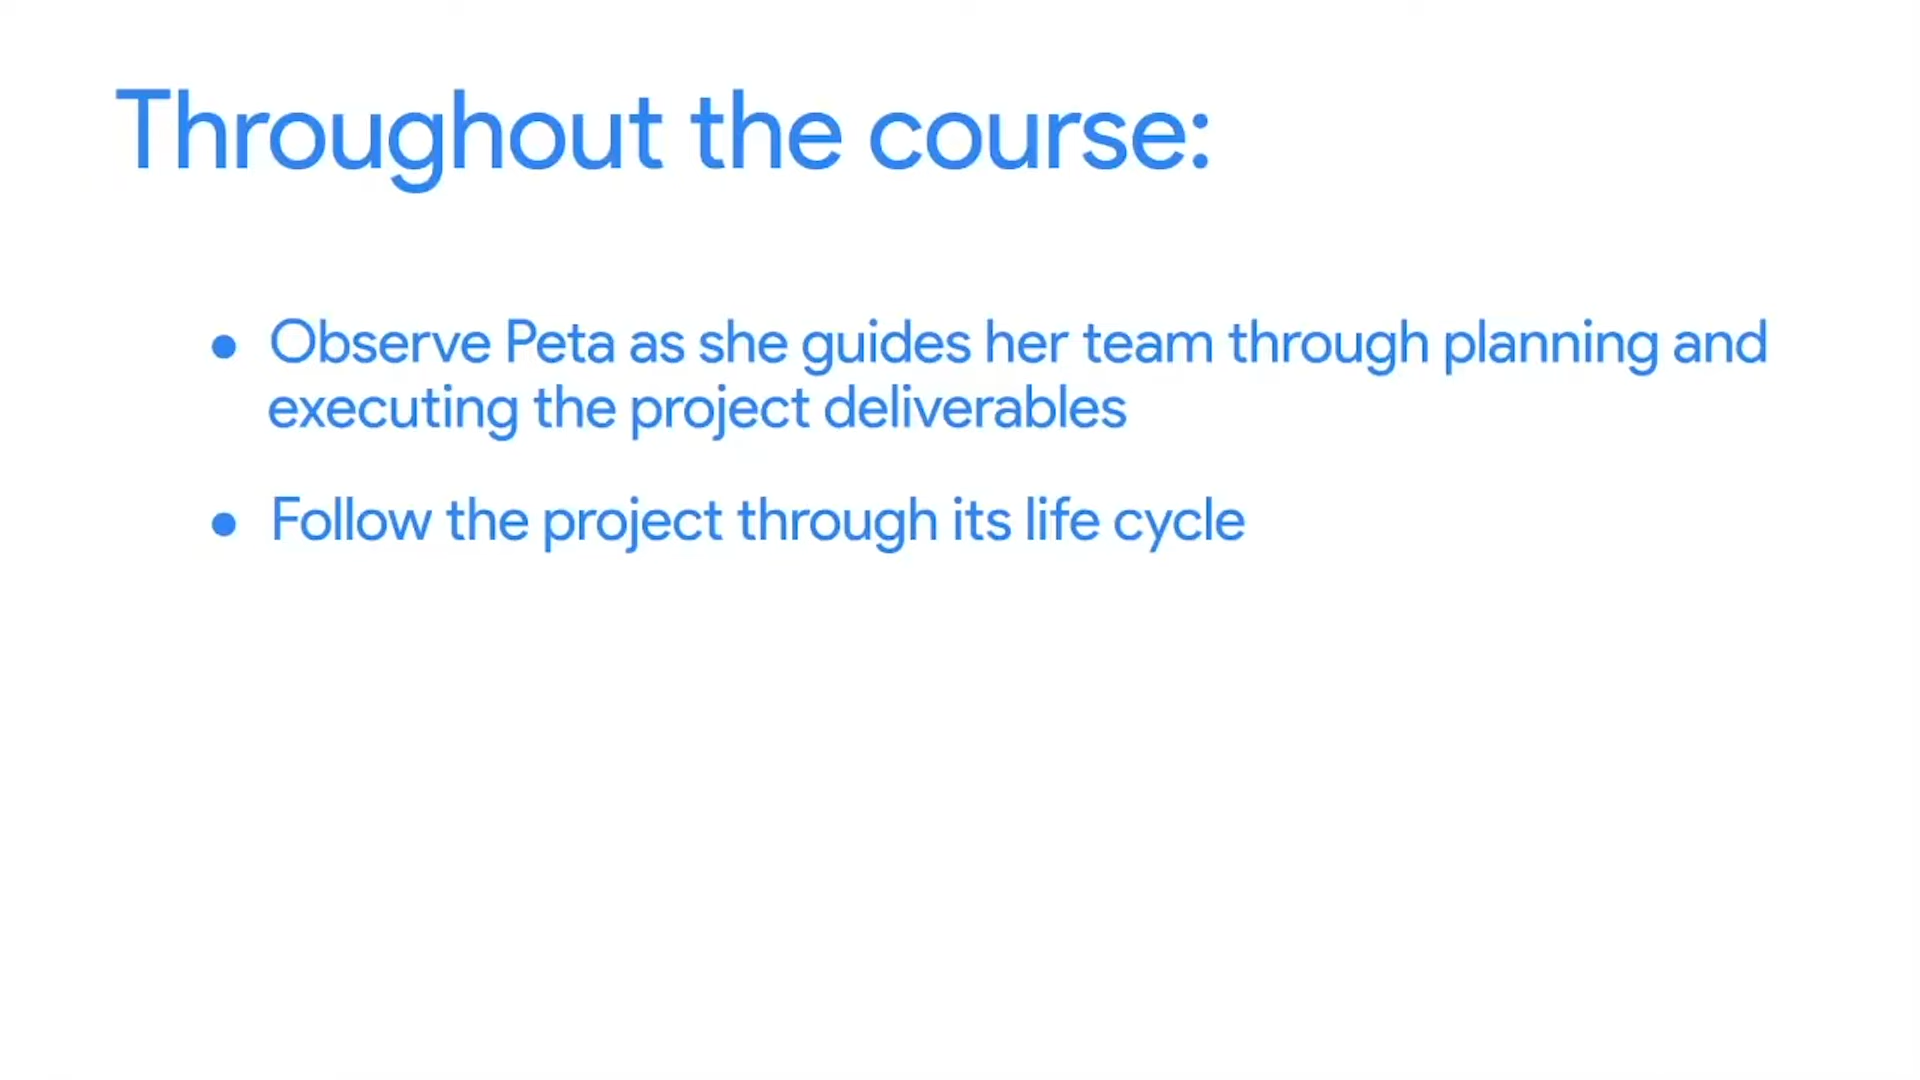 Throughout the course:
● Observe Peta as she guides her team through planning and
executing the project deliverables
● Follow the project through its life cycle